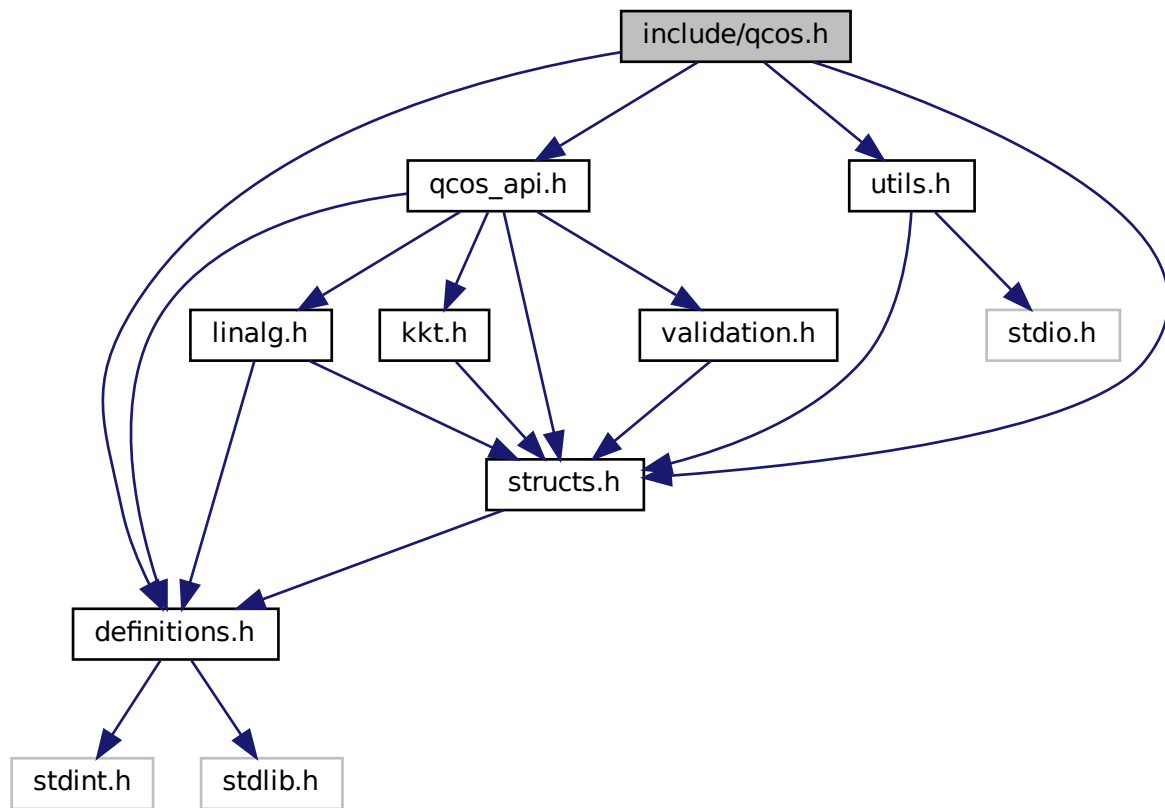 include/qcos.h
qcos_api.h
utils.h
linalg.h
kkt.h
validation.h
stdio.h
structs.h
definitions.h
stdint.h
stdlib.h